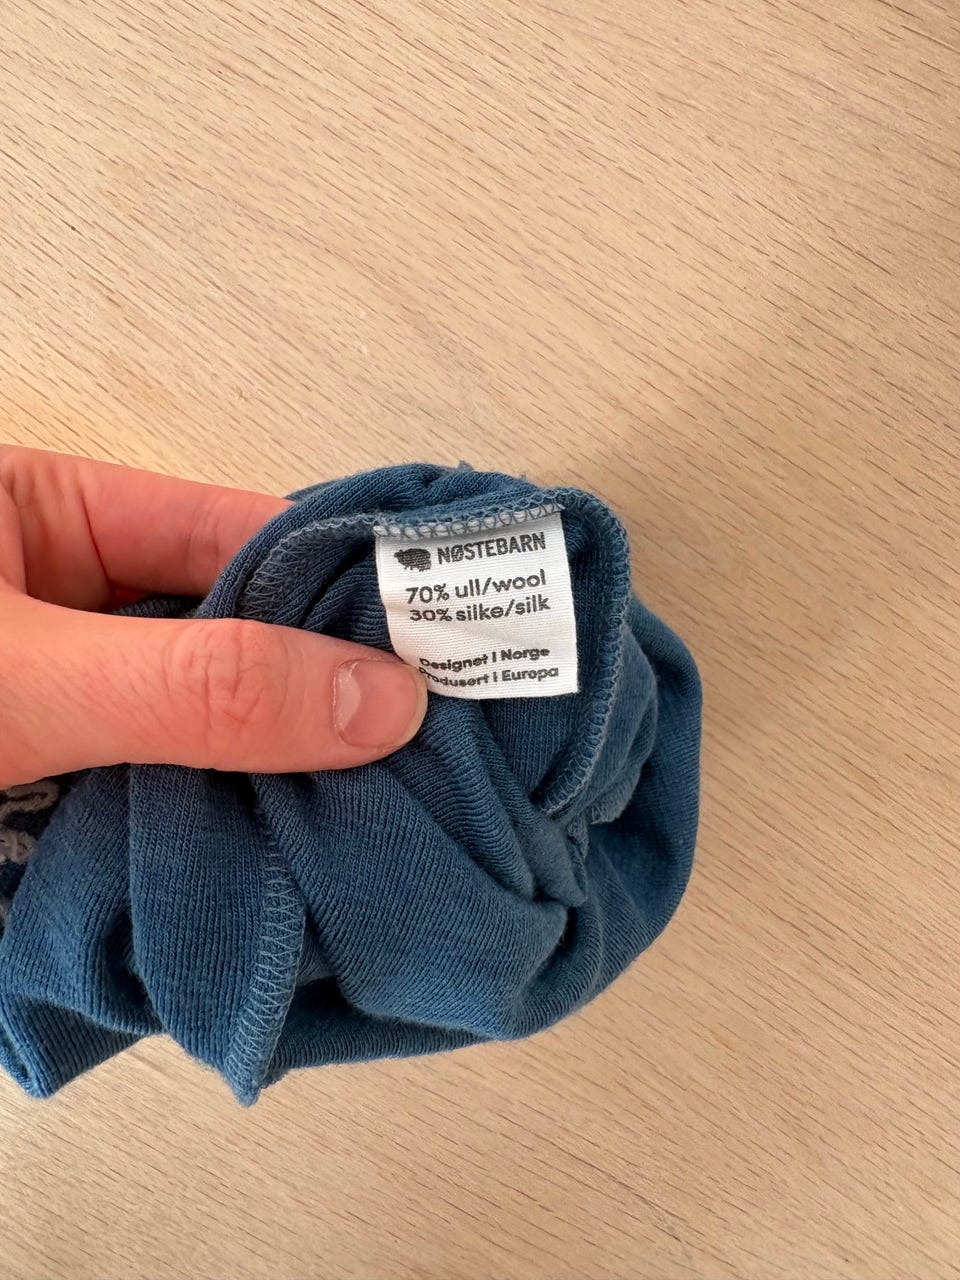 NØSTEBARN
70% ull/wool
30% silke/silk
Designet i Norge
Produsert i Europa